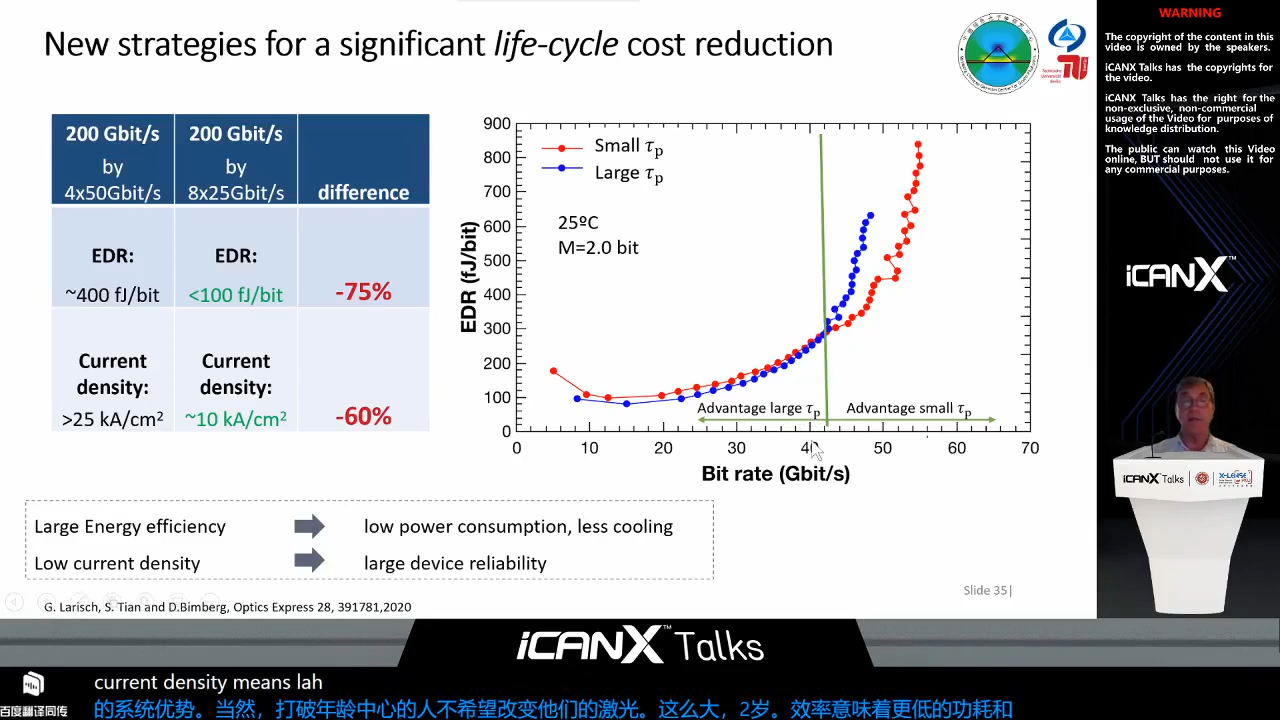 New strategies for a significant life-cycle cost reduction
200 Gbit/s
by
4x50Gbit/s
200 Gbit/s
by
8x25Gbit/s
difference
EDR:
~400 fJ/bit
EDR:
<100 fJ/bit
-75%
Current
density:
>25 kA/cm²
Current
density:
~10 kA/cm²
-60%
EDR (fJ/bit)
900
800
700
600
500
400
300
200
100
0
Small τp
Large τp
25ºC
M=2.0 bit
Advantage large τp
Advantage small τp
0 10 20 30 40 50 60 70
Bit rate (Gbit/s)
Large Energy efficiency
low power consumption, less cooling
Low current density
large device reliability
Slide 35|
G. Larisch, S. Tian and D.Bimberg, Optics Express 28, 391781,2020
WARNING
The copyright of the content in this
video is owned by the speakers.
iCANX Talks has the copyrights for
the video.
iCANX Talks has the right for the
non-exclusive, non-commercial
usage of the Video for purposes of
knowledge distribution.
The public can watch this Video
online, BUT should not use it for
any commercial purposes.
iCANX™
iCANX Talks
iCANX™ Talks
百度翻译同传
current density means lah
的系统优势。当然，打破年龄中心的人不希望改变他们的激光。这么大，2岁。效率意味着更低的功耗和